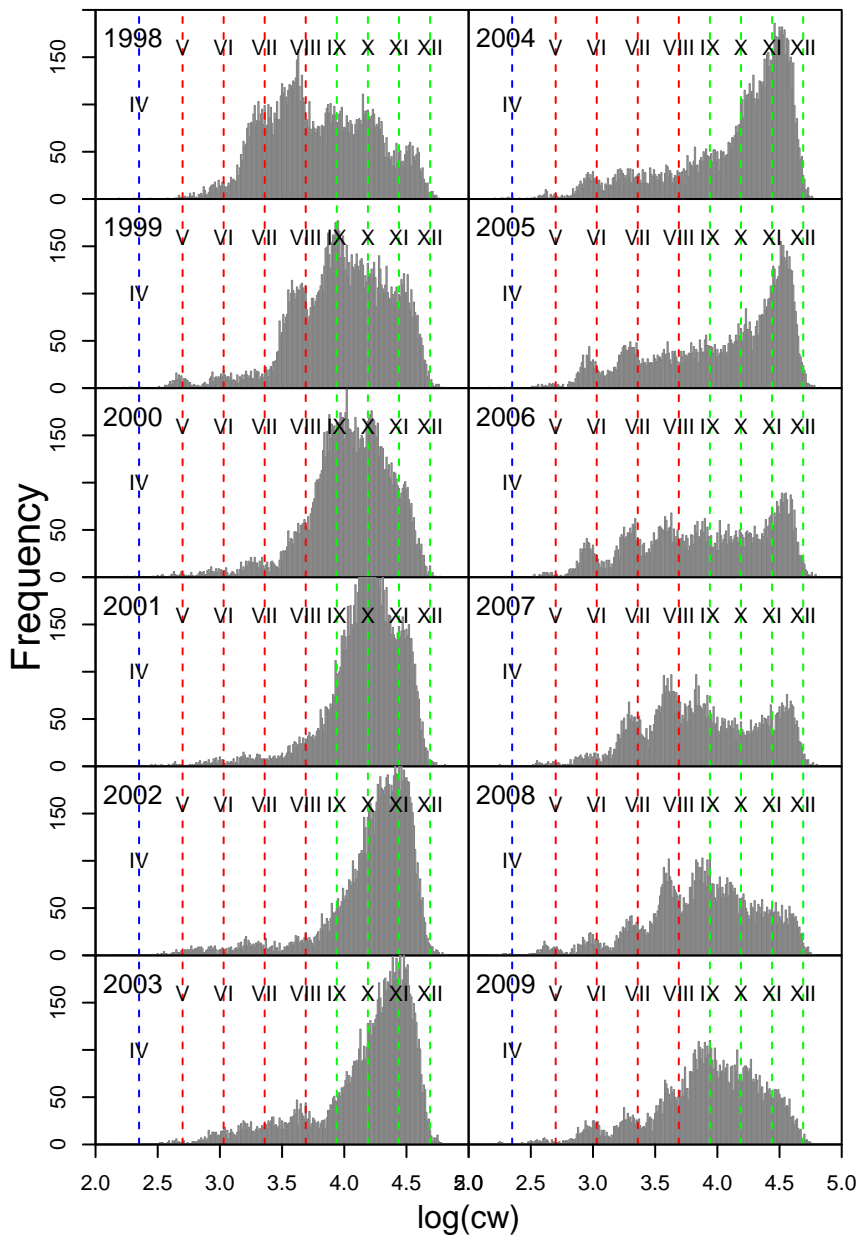 1998 V VI VII VIII IX X XI XII
IV
150
50
0
2004 V VI VII VIII IX X XI XII
IV
1999 V VI VII VIII IX X XI XII
IV
150
50
0
2005 V VI VII VIII IX X XI XII
IV
2000 V VI VII VIII IX X XI XII
IV
150
50
0
2006 V VI VII VIII IX X XI XII
IV
2001 V VI VII VIII IX X XI XII
IV
150
50
0
2007 V VI VII VIII IX X XI XII
IV
2002 V VI VII VIII IX X XI XII
IV
150
50
0
2008 V VI VII VIII IX X XI XII
IV
2003 V VI VII VIII IX X XI XII
IV
150
50
0
2009 V VI VII VIII IX X XI XII
IV
Frequency
2.0 2.5 3.0 3.5 4.0 4.5 5.0
2.0 2.5 3.0 3.5 4.0 4.5 5.0
log(cw)